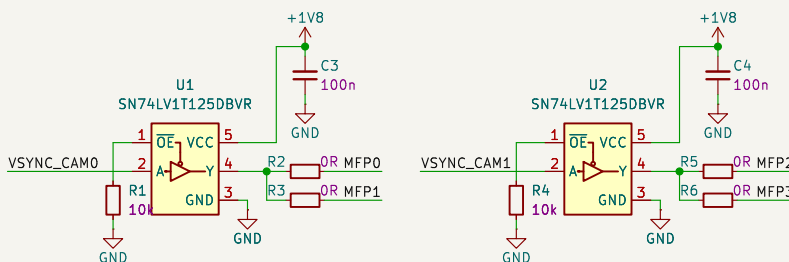 +1V8
C3
100n
GND
U1
SN74LV1T125DBVR
1
OE
VCC
5
VSYNC_CAM0
2
A
Y
4
R2
0R
MFP0
R1
10k
GND
3
R3
0R
MFP1
GND
GND
+1V8
C4
100n
GND
U2
SN74LV1T125DBVR
1
OE
VCC
5
VSYNC_CAM1
2
A
Y
4
R5
0R
MFP2
R4
10k
GND
3
R6
0R
MFP3
GND
GND